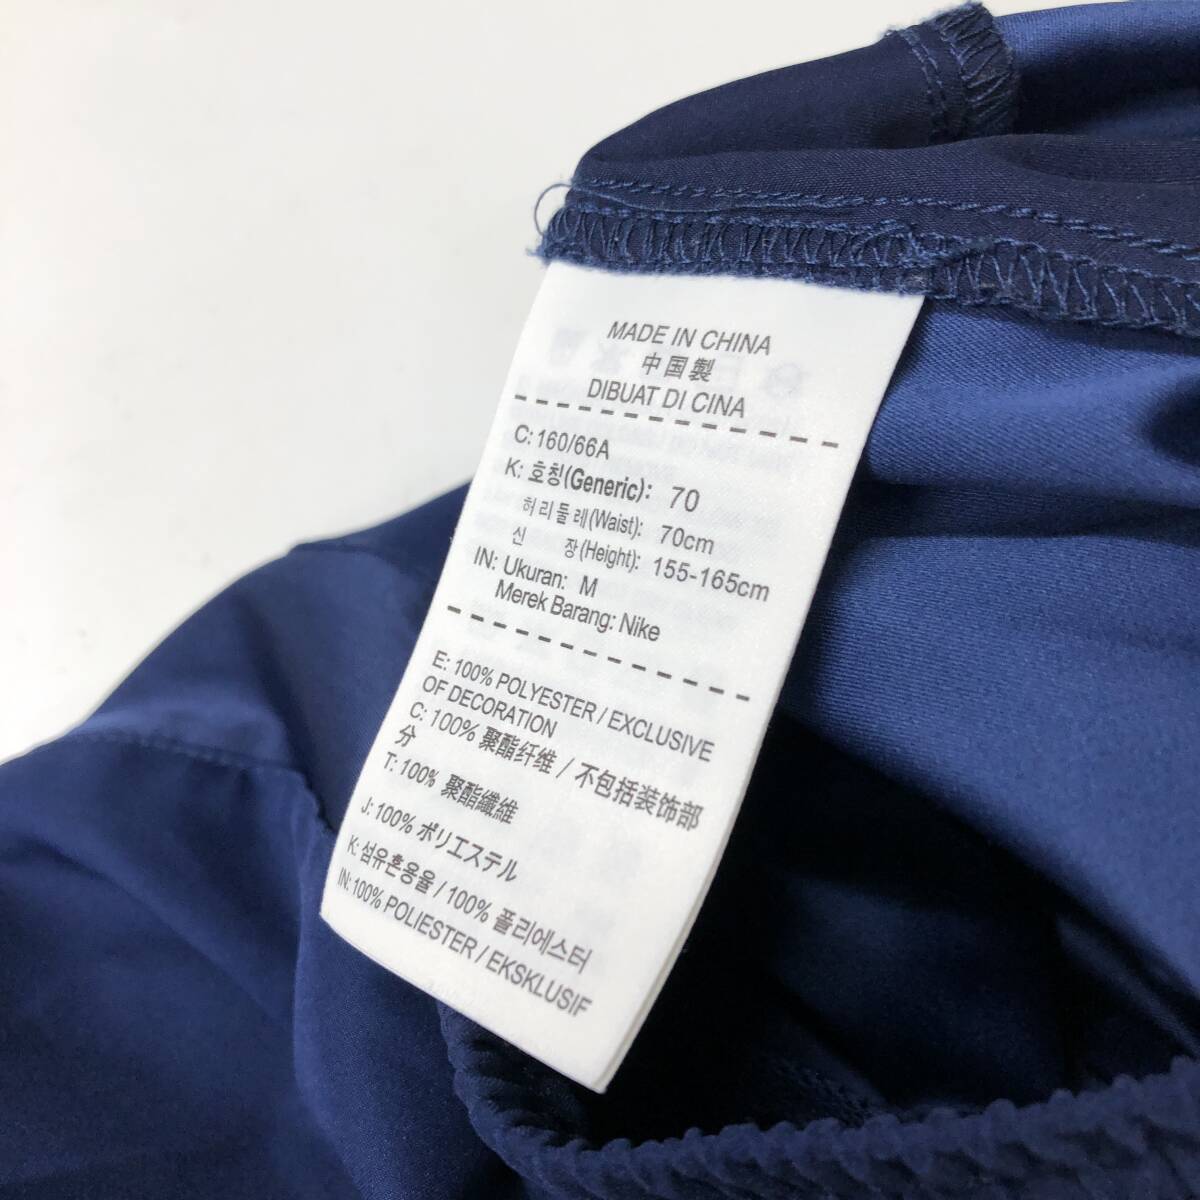 MADE IN CHINA
中国製
DIBUAT DI CINA
C: 160/66A
K: 호칭(Generic): 70
허리둘레(Waist): 70cm
신 장(Height): 155-165cm
IN: Ukuran: M
Merek Barang: Nike
E: 100% POLYESTER / EXCLUSIVE
OF DECORATION
C: 100% 聚酯纤维 / 不包括装饰部
分
T: 100% 聚酯纖維
J: 100% ポリエステル
K: 섬유혼용율 / 100% 폴리에스터
IN: 100% POLIESTER / EKSKLUSIF